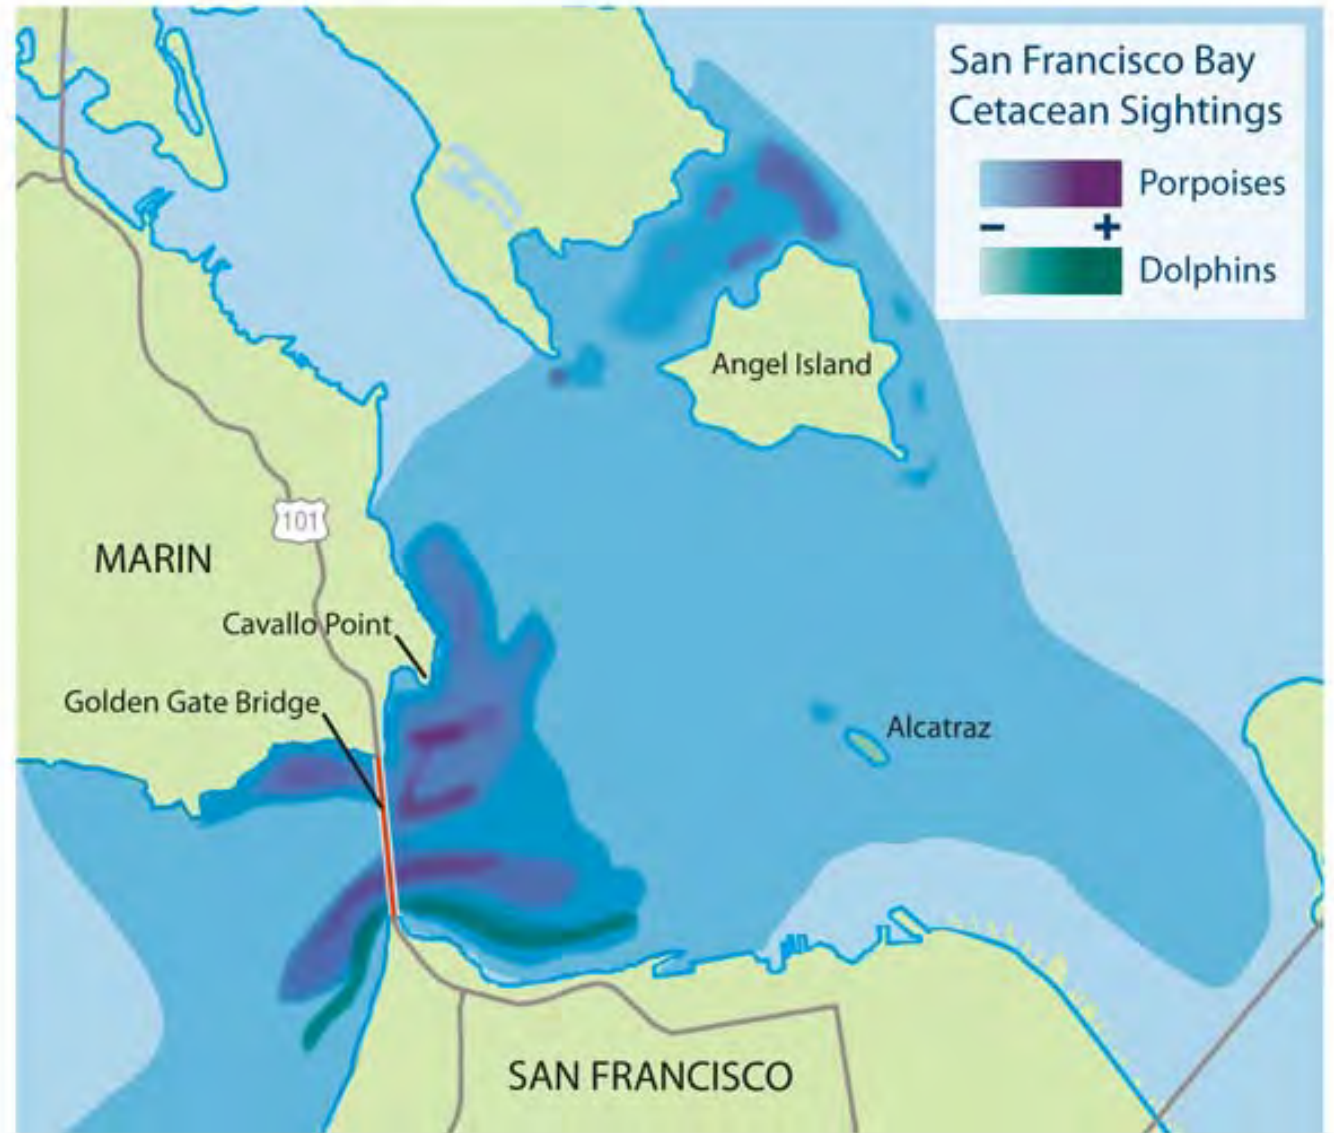 San Francisco Bay
Cetacean Sightings
Porpoises
− +
Dolphins
Angel Island
101
MARIN
Cavallo Point
Golden Gate Bridge
Alcatraz
SAN FRANCISCO